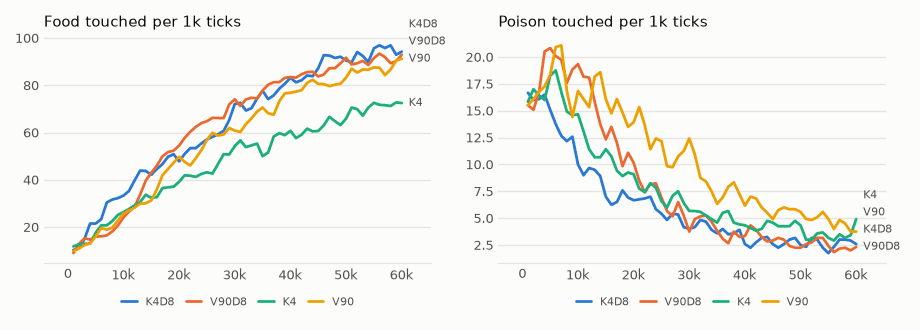 Food touched per 1k ticks
100
80
60
40
20
0 10k 20k 30k 40k 50k 60k
K4D8
V90D8
V90
K4
K4D8 V90D8 K4 V90
Poison touched per 1k ticks
20.0
17.5
15.0
12.5
10.0
7.5
5.0
2.5
0 10k 20k 30k 40k 50k 60k
K4
V90
K4D8
V90D8
K4D8 V90D8 K4 V90